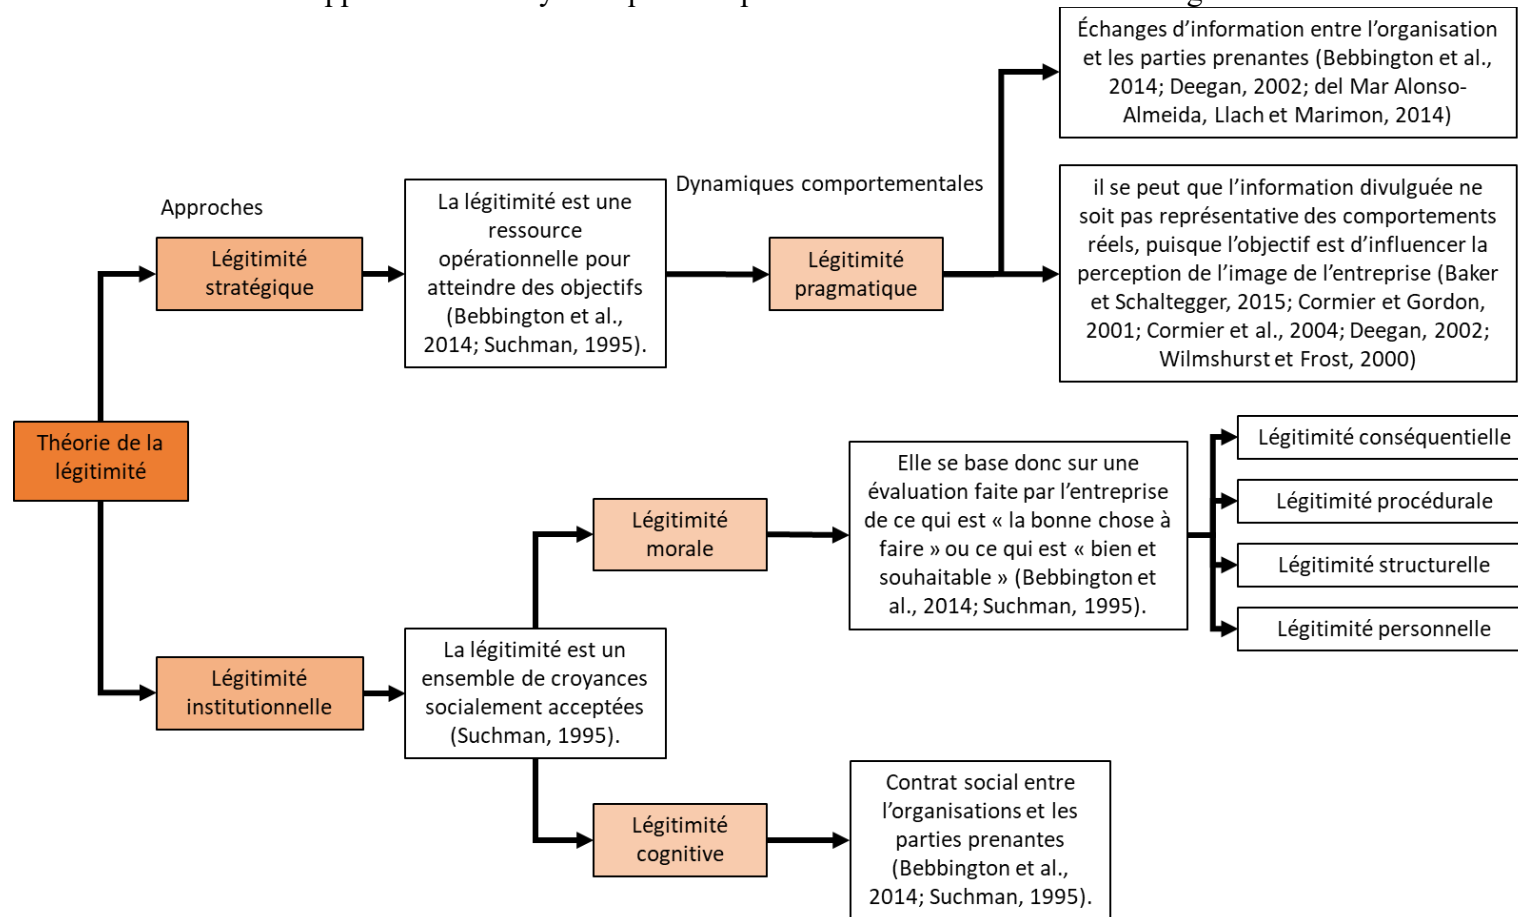 Échanges d’information entre l’organisation
et les parties prenantes (Bebbington et al.,
2014; Deegan, 2002; del Mar Alonso-
Almeida, Llach et Marimon, 2014)
Dynamiques comportementales
il se peut que l’information divulguée ne
soit pas représentative des comportements
réels, puisque l’objectif est d’influencer la
perception de l’image de l’entreprise (Baker
et Schaltegger, 2015; Cormier et Gordon,
2001; Cormier et al., 2004; Deegan, 2002;
Wilmshurst et Frost, 2000)
Approches
La légitimité est une
ressource
opérationnelle pour
atteindre des objectifs
(Bebbington et al.,
2014; Suchman, 1995).
Légitimité
stratégique
Légitimité
pragmatique
Théorie de la
légitimité
Légitimité conséquentielle
Légitimité procédurale
Légitimité structurelle
Légitimité personnelle
Elle se base donc sur une
évaluation faite par l’entreprise
de ce qui est « la bonne chose à
faire » ou ce qui est « bien et
souhaitable » (Bebbington et
al., 2014; Suchman, 1995).
Légitimité
morale
La légitimité est un
ensemble de croyances
socialement acceptées
(Suchman, 1995).
Légitimité
institutionnelle
Légitimité
cognitive
Contrat social entre
l’organisations et les
parties prenantes
(Bebbington et al.,
2014; Suchman, 1995).